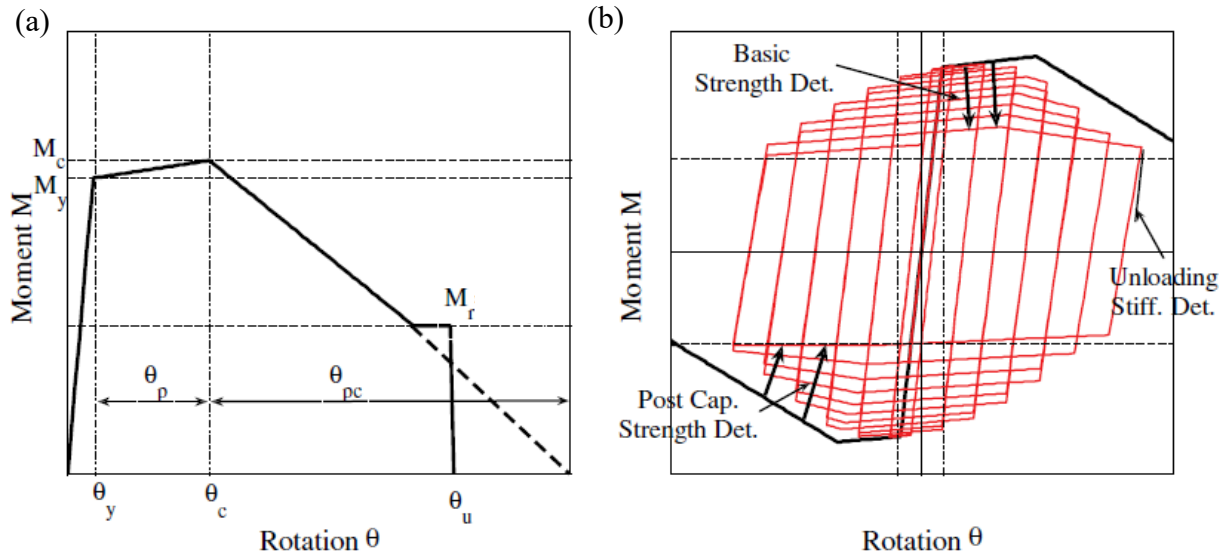 (a)
M_c
M_y
Moment M
M_r
θ_p
θ_pc
θ_y
θ_c
θ_u
Rotation θ
(b)
Basic
Strength Det.
Moment M
Unloading
Stiff. Det.
Post Cap.
Strength Det.
Rotation θ